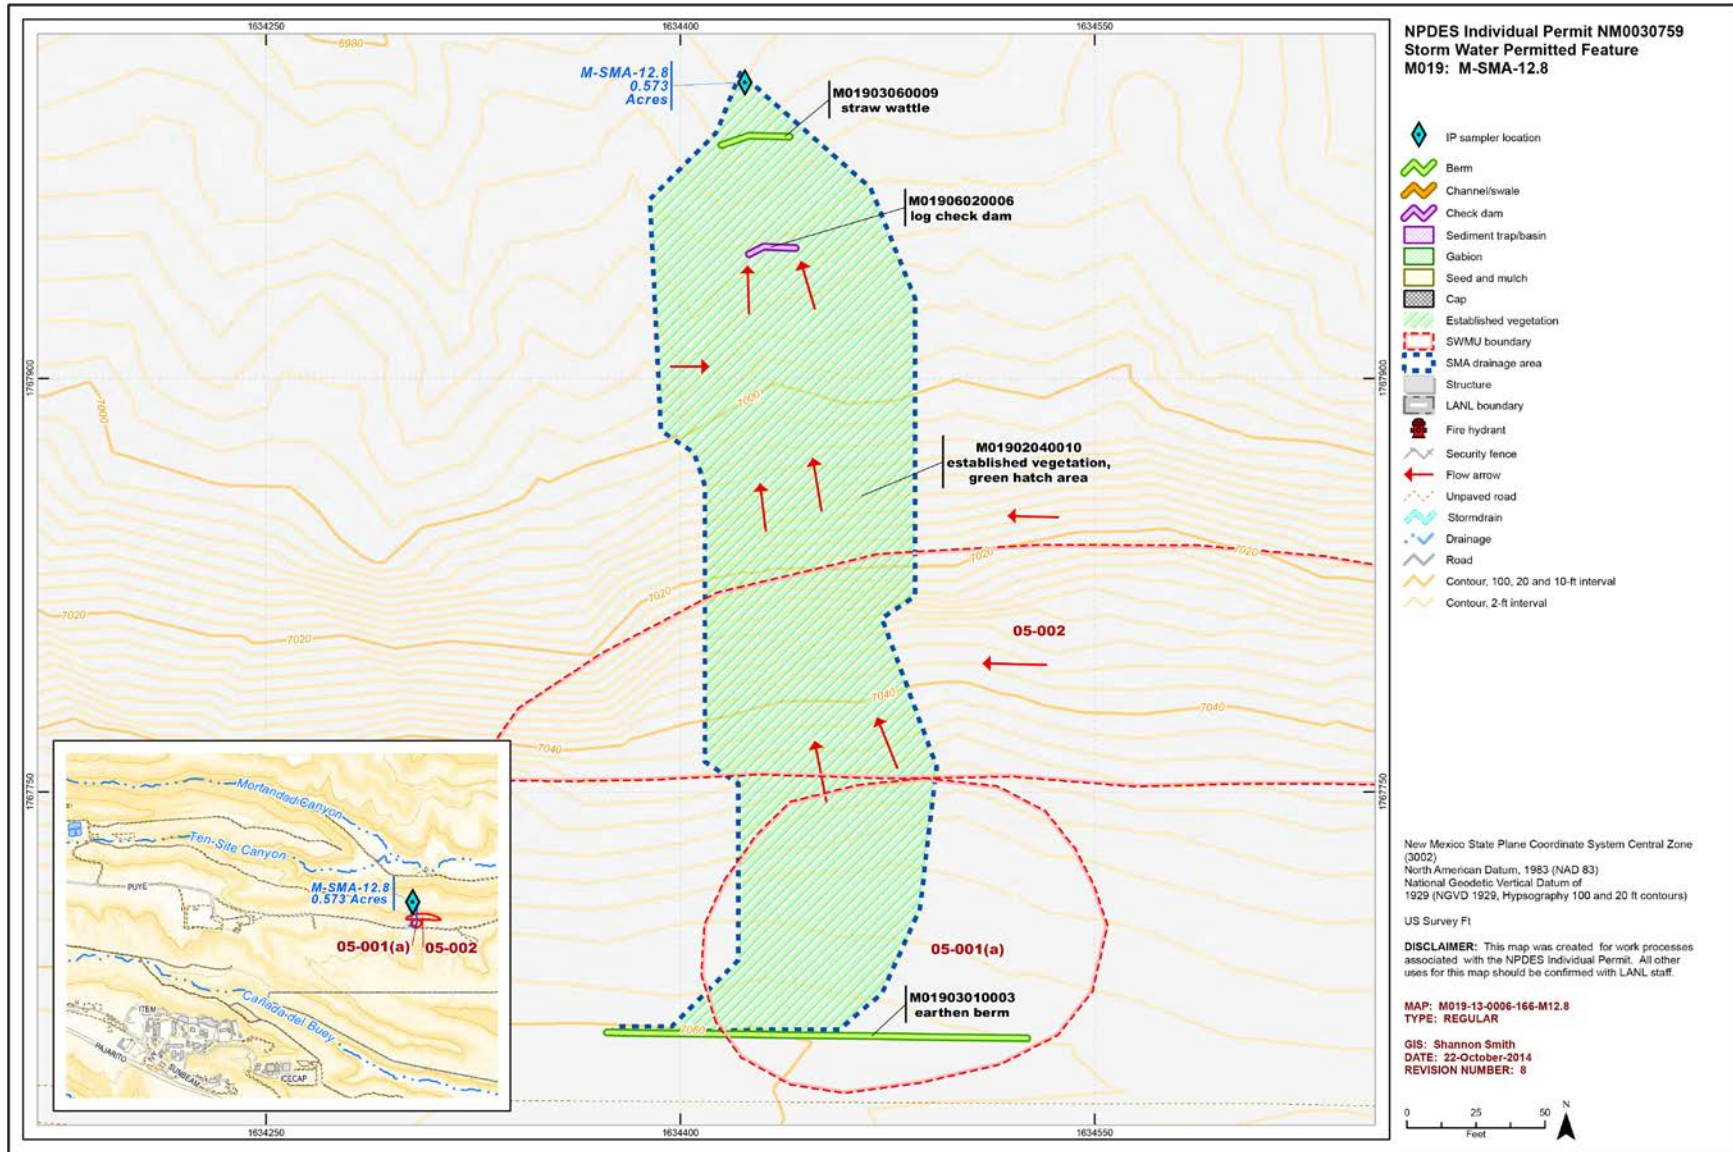 1634250
1634400
1634550
6980
M-SMA-12.8
0.573
Acres
M01903060009
straw wattle
M01906020006
log check dam
1767900
1767900
7000
7000
M01902040010
established vegetation,
green hatch area
7020
7020
7020
7020
7020
05-002
7040
7040
7040
1767750
1767750
05-001(a)
M01903010003
earthen berm
7060
1634250
1634400
1634550
Mortandad Canyon
Ten-Site Canyon
PUYE
M-SMA-12.8
0.573 Acres
05-001(a)
05-002
Cañada del Buey
ITEM
PAJARITO
SUNBEAM
ICECAP
NPDES Individual Permit NM0030759
Storm Water Permitted Feature
M019: M-SMA-12.8
IP sampler location
Berm
Channel/swale
Check dam
Sediment trap/basin
Gabion
Seed and mulch
Cap
Established vegetation
SWMU boundary
SMA drainage area
Structure
LANL boundary
Fire hydrant
Security fence
Flow arrow
Unpaved road
Stormdrain
Drainage
Road
Contour, 100, 20 and 10-ft interval
Contour, 2-ft interval
New Mexico State Plane Coordinate System Central Zone
(3002)
North American Datum, 1983 (NAD 83)
National Geodetic Vertical Datum of
1929 (NGVD 1929, Hypsography 100 and 20 ft contours)
US Survey Ft
DISCLAIMER: This map was created for work processes
associated with the NPDES Individual Permit. All other
uses for this map should be confirmed with LANL staff.
MAP: M019-13-0006-166-M12.8
TYPE: REGULAR
GIS: Shannon Smith
DATE: 22-October-2014
REVISION NUMBER: 8
0 25 50
Feet
N